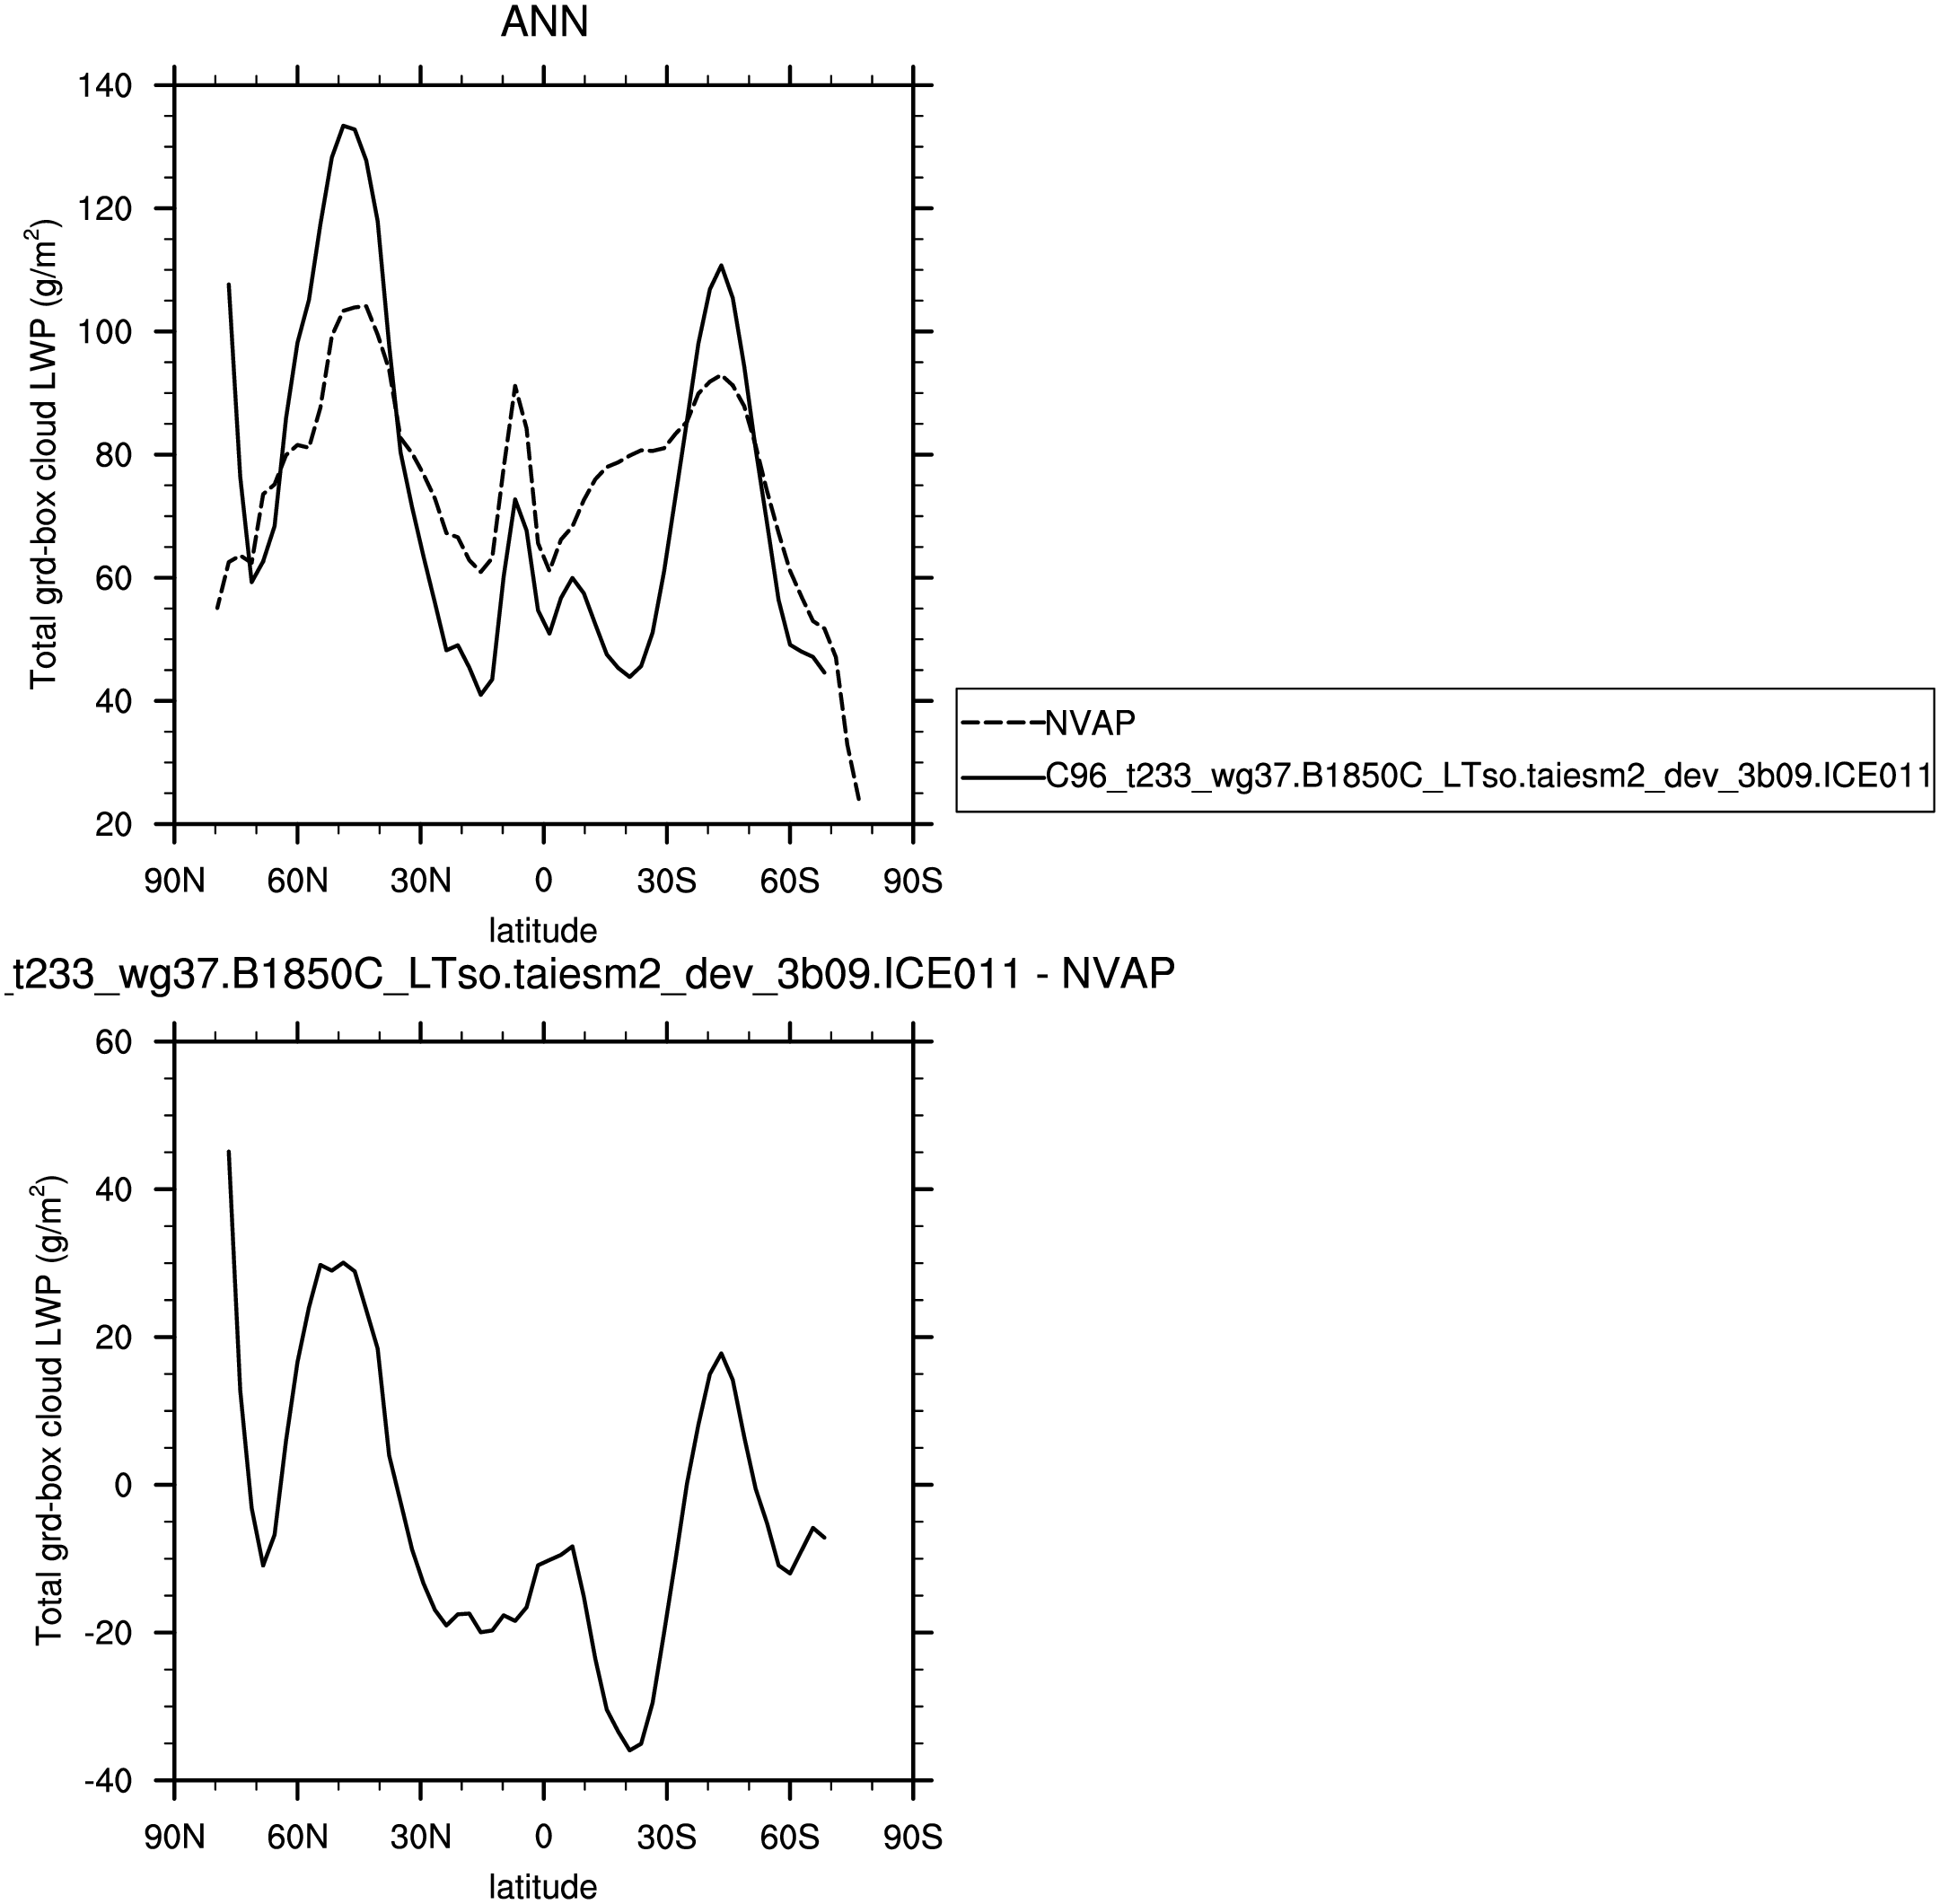 ANN
Total grd-box cloud LWP (g/m²)
140
120
100
80
60
40
20
90N 60N 30N 0 30S 60S 90S
latitude
NVAP
C96_t233_wg37.B1850C_LTso.taiesm2_dev_3b09.ICE011
_t233_wg37.B1850C_LTso.taiesm2_dev_3b09.ICE011 - NVAP
Total grd-box cloud LWP (g/m²)
60
40
20
0
-20
-40
90N 60N 30N 0 30S 60S 90S
latitude